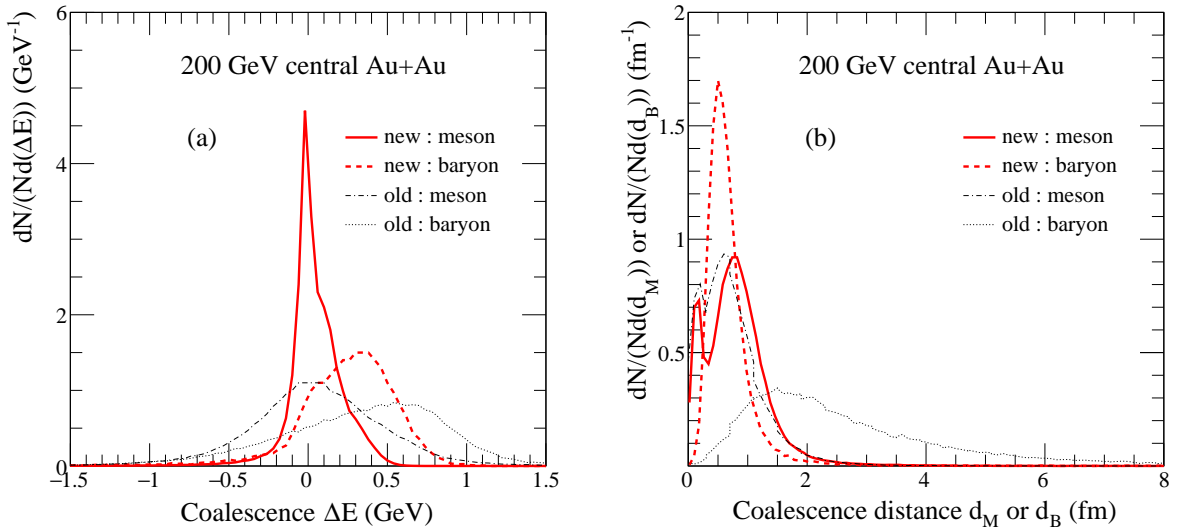 dN/(Nd(ΔE)) (GeV⁻¹)
6
4
2
0
200 GeV central Au+Au
(a)
new : meson
new : baryon
old : meson
old : baryon
−1.5 −1 −0.5 0 0.5 1 1.5
Coalescence ΔE (GeV)
dN/(Nd(d_M)) or dN/(Nd(d_B)) (fm⁻¹)
2
1.5
1
0.5
200 GeV central Au+Au
(b)
new : meson
new : baryon
old : meson
old : baryon
0 2 4 6 8
Coalescence distance d_M or d_B (fm)